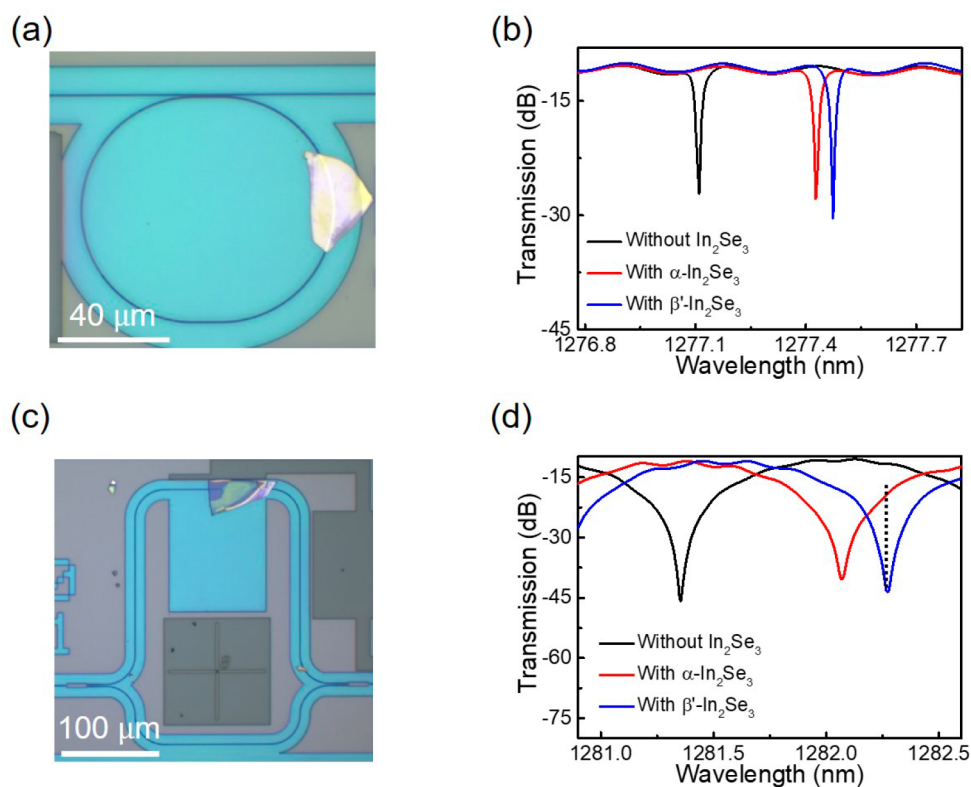 (a)
40 μm
(b)
Transmission (dB)
-15
-30
-45
Without In₂Se₃
With α-In₂Se₃
With β'-In₂Se₃
1276.8 1277.1 1277.4 1277.7
Wavelength (nm)
(c)
1
100 μm
(d)
Transmission (dB)
-15
-30
-45
-60
-75
Without In₂Se₃
With α-In₂Se₃
With β'-In₂Se₃
1281.0 1281.5 1282.0 1282.5
Wavelength (nm)